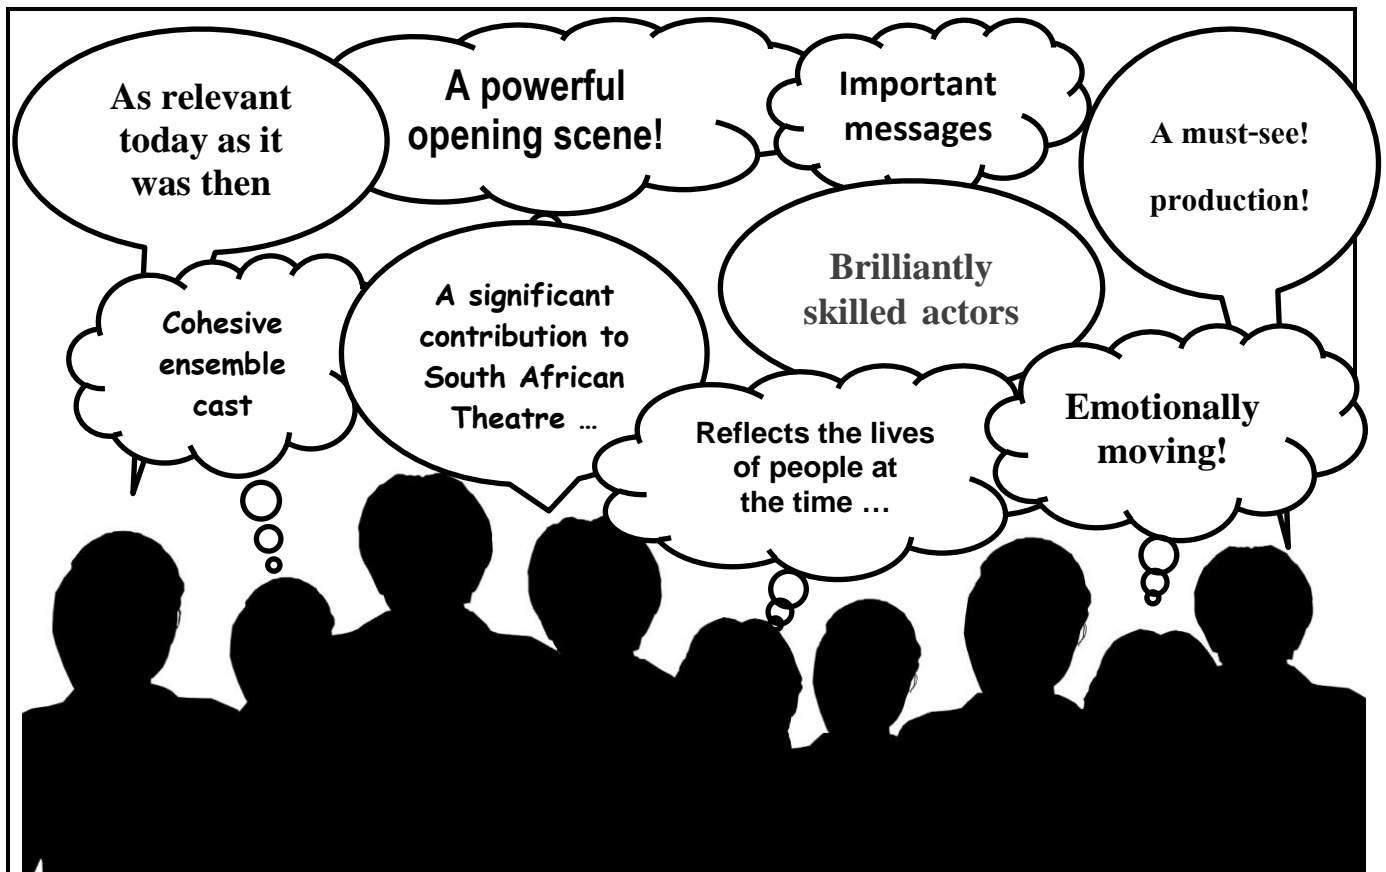 As relevant
today as it
was then
A powerful
opening scene!
Important
messages
A must-see!
production!
Cohesive
ensemble
cast
A significant
contribution to
South African
Theatre …
Brilliantly
skilled actors
Reflects the lives
of people at
the time …
Emotionally
moving!